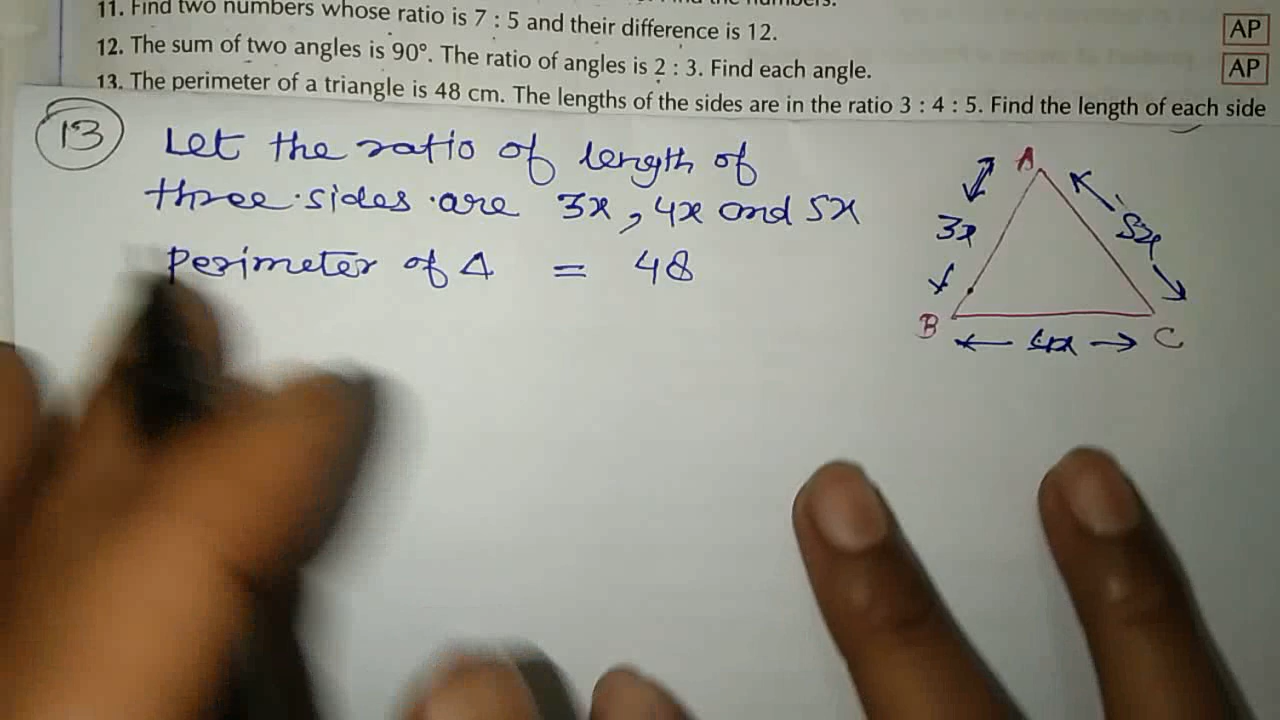 11. Find two numbers whose ratio is 7 : 5 and their difference is 12.
AP
12. The sum of two angles is 90°. The ratio of angles is 2 : 3. Find each angle.
AP
13. The perimeter of a triangle is 48 cm. The lengths of the sides are in the ratio 3 : 4 : 5. Find the length of each side
13 Let the ratio of length of
three sides are 3x, 4x and 5x
perimeter of Δ = 48
A
3x
5x
B
4x
C